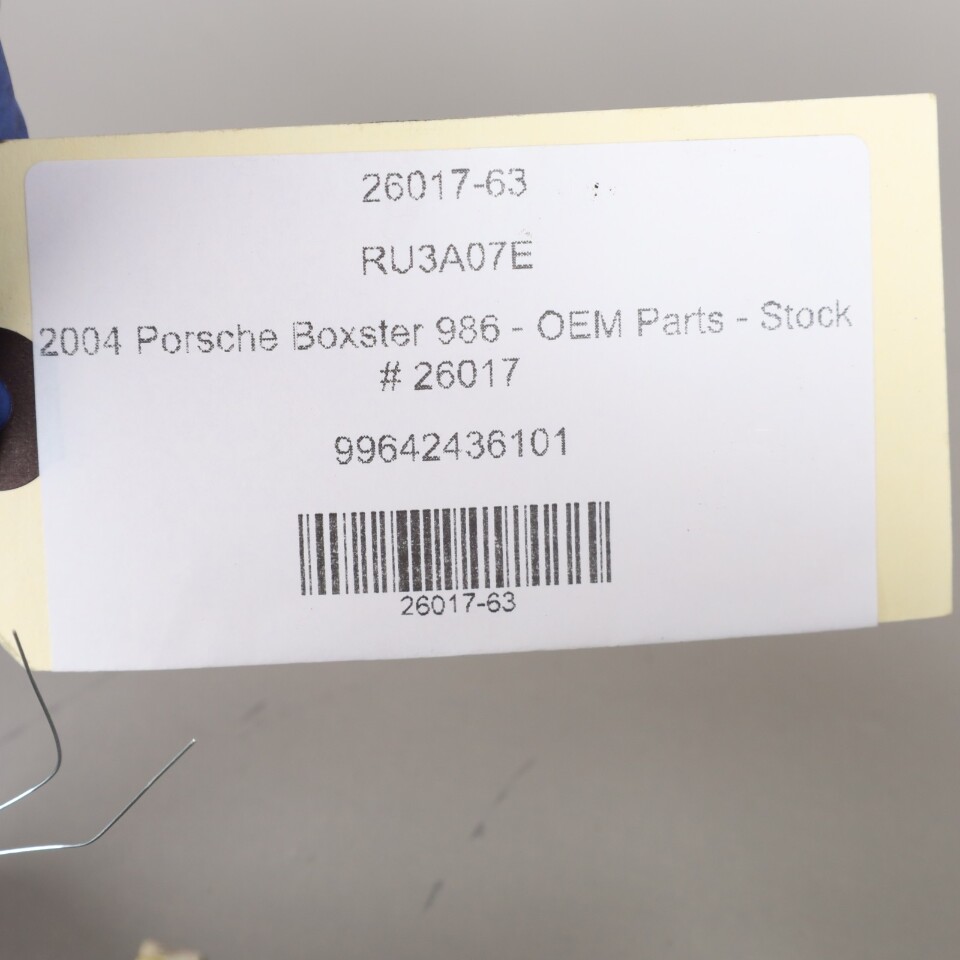 26017-63
RU3A07E
2004 Porsche Boxster 986 - OEM Parts - Stock
# 26017
99642436101
26017-63